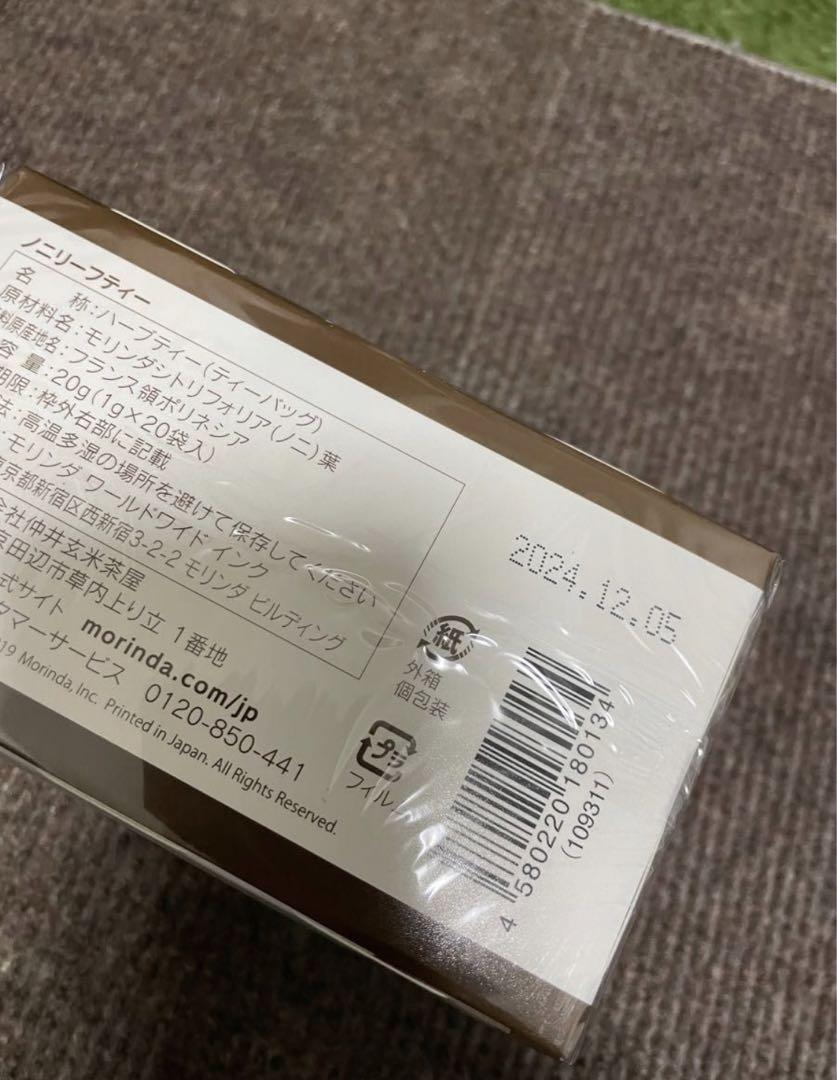 ノニリーフティー
名 称:ハーブティー(ティーバッグ)
原材料名:モリンダシトリフォリア(ノニ)葉
料原産地名:フランス領ポリネシア
容 量:20g(1g×20袋入)
期限:枠外右部に記載
法:高温多湿の場所を避けて保存してください
モリンダ ワールドワイド インク
東京都新宿区西新宿3-2-2 モリンダ ビルディング
会社仲井玄米茶屋
京田辺市草内上り立 1番地
式サイト morinda.com/jp
タマーサービス 0120-850-441
19 Morinda, Inc. Printed in Japan. All Rights Reserved.
2024.12.05
紙
外箱
個包装
プラ
フィルム
4 580220 180134
(109311)